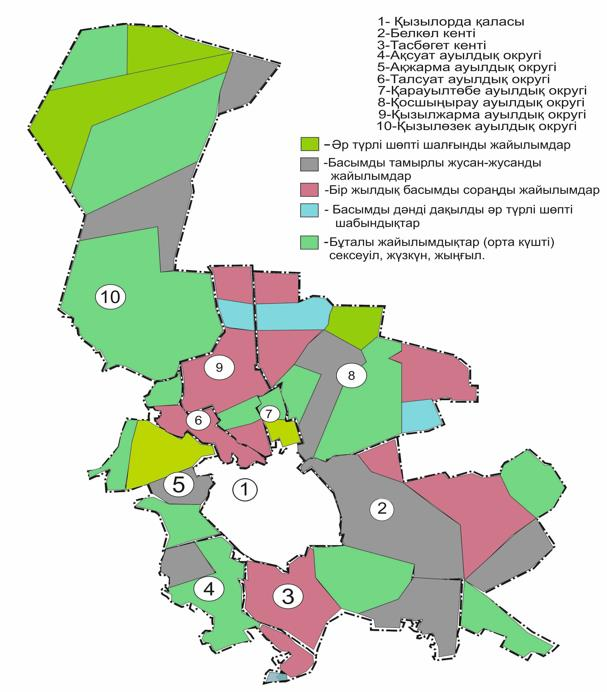 1- Қызылорда қаласы
2-Белкөл кенті
3-Тасбөгет кенті
4-Ақсуат ауылдық округі
5-Ақжарма ауылдық округі
6-Талсуат ауылдық округі
7-Қарауылтөбе ауылдық округі
8-Қосшыңырау ауылдық округі
9-Қызылжарма ауылдық округі
10-Қызылөзек ауылдық округі
-Әр түрлі шөпті шалғынды жайылымдар
-Басымды тамырлы жусан-жусанды
жайылымдар
-Бір жылдық басымды сораңды жайылымдар
- Басымды дәнді дақылды әр түрлі шөпті
шабындықтар
-Бұталы жайылымдықтар (орта күшті)
сексеуіл, жүзкүн, жыңғыл.
10
9
8
7
6
5
1
2
4
3